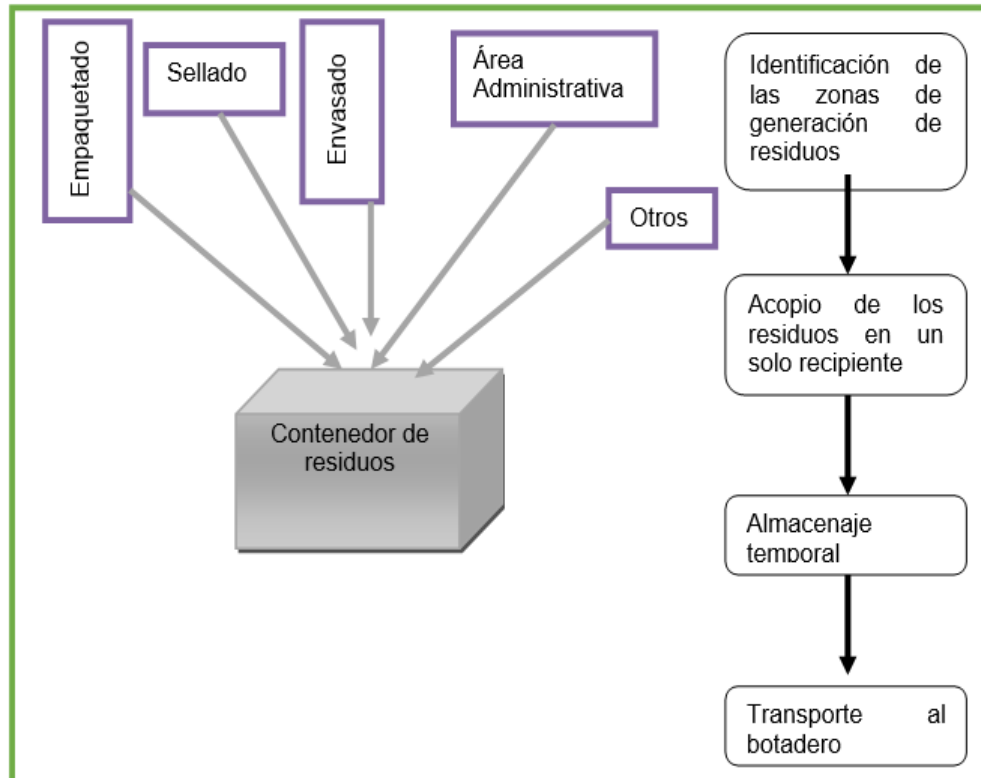 Empaquetado
Sellado
Envasado
Área
Administrativa
Otros
Contenedor de
residuos
Identificación de
las zonas de
generación de
residuos
Acopio de los
residuos en un
solo recipiente
Almacenaje
temporal
Transporte al
botadero